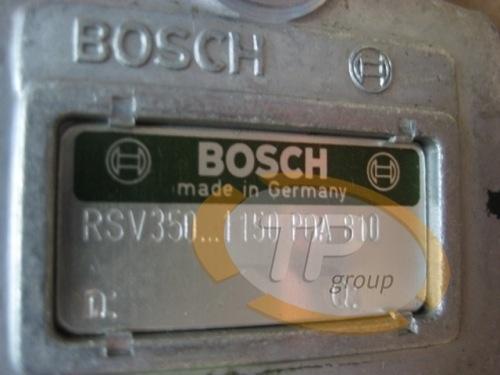 BOSCH
BOSCH
made in Germany
RSV350...1150 P0A 810
TP
group